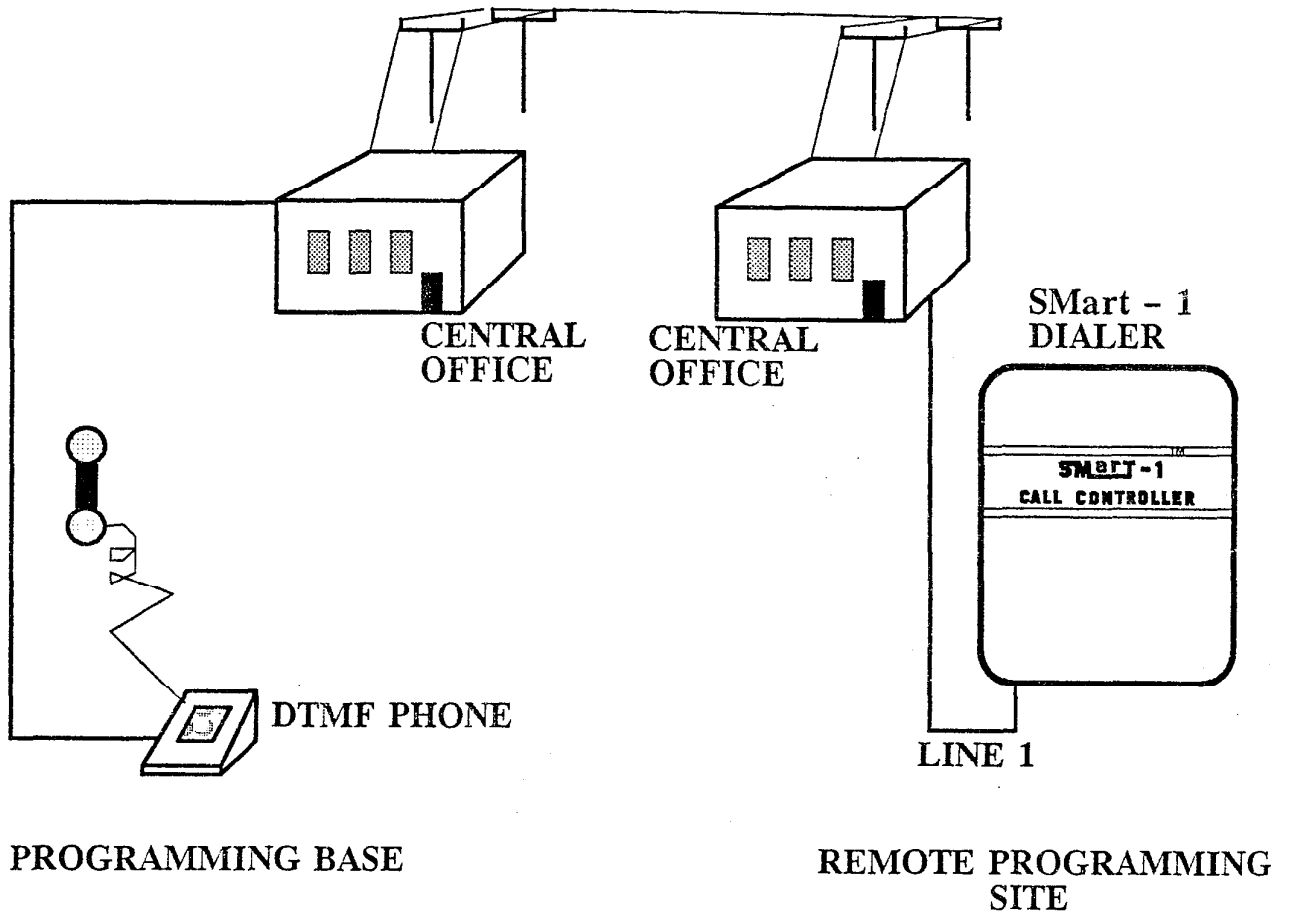 CENTRAL
OFFICE
CENTRAL
OFFICE
SMart - 1
DIALER
TM
SMarT-1
CALL CONTROLLER
DTMF PHONE
LINE 1
PROGRAMMING BASE
REMOTE PROGRAMMING
SITE